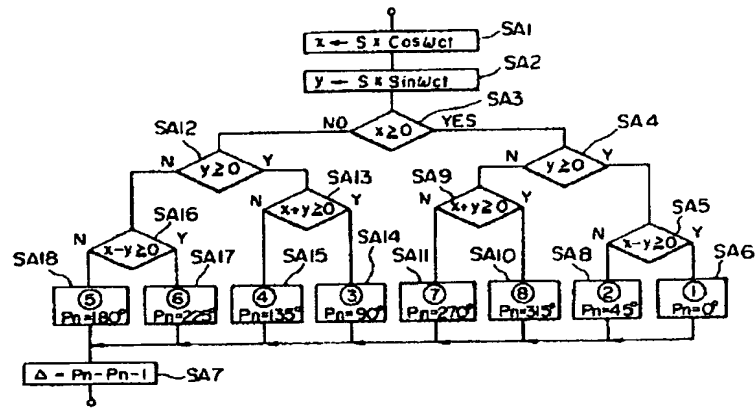 x ← S × Cosωct SA1
y ← S × Sinωct SA2
SA3
NO x≥0 YES
SA12 SA4
N y≥0 Y N y≥0 Y
SA13 SA9
SA16 N x+y≥0 Y N x+y≥0 Y SA5
N x-y≥0 Y N x-y≥0 Y
SA18 SA17 SA15 SA14 SA11 SA10 SA8 SA6
⑤ ⑥ ④ ③ ⑦ ⑧ ② ①
Pn=180° Pn=225° Pn=135° Pn=90° Pn=270° Pn=315° Pn=45° Pn=0°
Δ = Pn-Pn-1 SA7